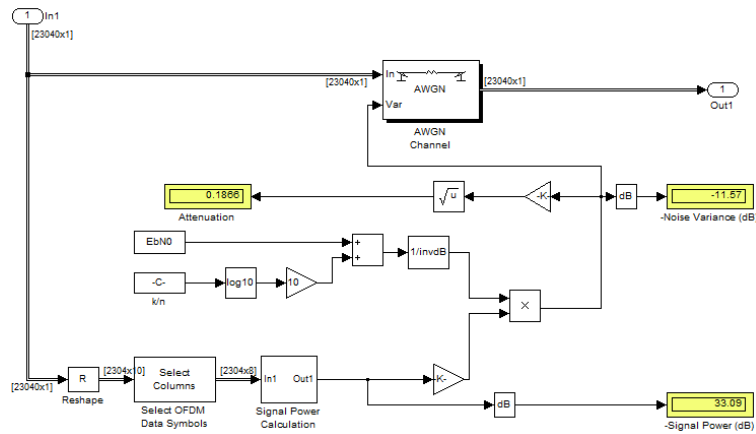 1
In1
[23040x1]
[23040x1]
In
AWGN
Var
[23040x1]
1
Out1
AWGN
Channel
0.1866
Attenuation
√u
-K-
dB
-11.57
-Noise Variance (dB)
EbN0
+
+
1/invdB
-C-
k/n
log10
10
×
[23040x1]
R
Reshape
[2304x10]
Select
Columns
Select OFDM
Data Symbols
[2304x8]
In1
Out1
Signal Power
Calculation
-K-
dB
33.09
-Signal Power (dB)